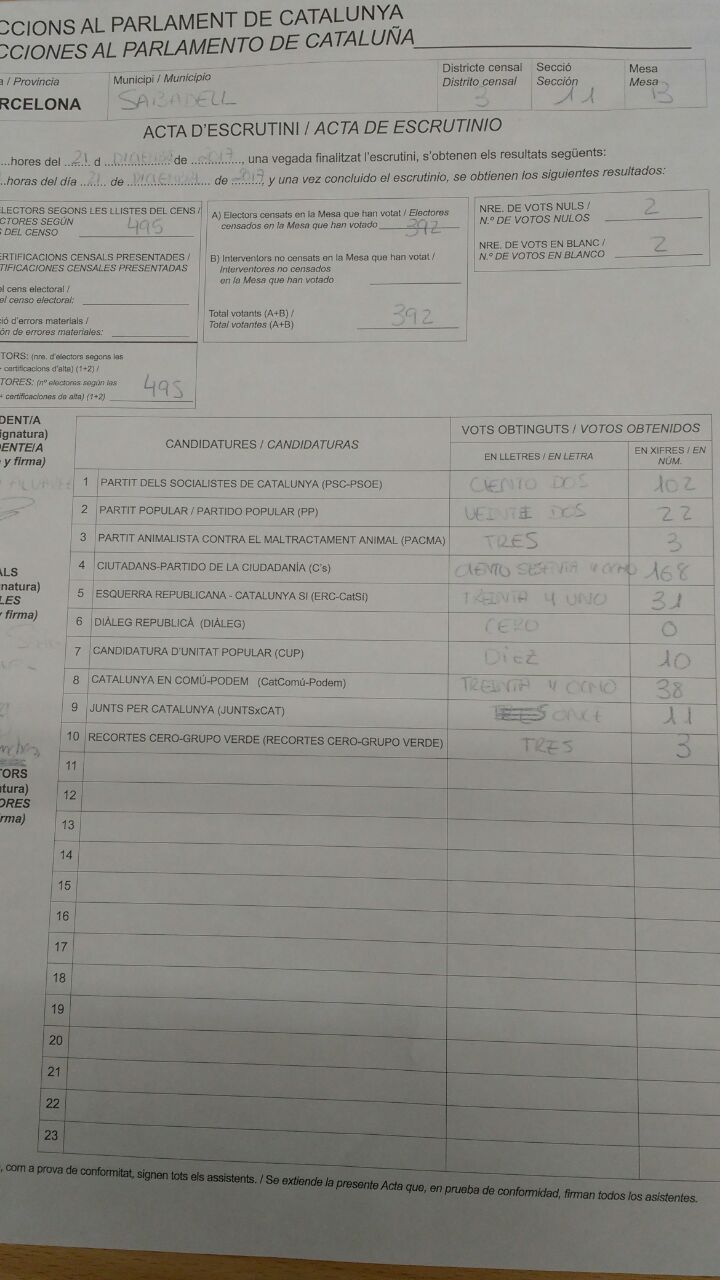 CCIONS AL PARLAMENT DE CATALUNYA
CCIONES AL PARLAMENTO DE CATALUÑA
a / Provincia
RCELONA
Municipi / Municipio
SABADELL
Districte censal
Distrito censal
3
Secció
Sección
11
Mesa
Mesa
B
ACTA D'ESCRUTINI / ACTA DE ESCRUTINIO
...hores del 21 d DICIEMBRE de 2017, una vegada finalitzat l'escrutini, s'obtenen els resultats següents:
.horas del día 21 de DICIEMBRE de 2017, y una vez concluido el escrutinio, se obtienen los siguientes resultados:
LECTORS SEGONS LES LLISTES DEL CENS /
CTORES SEGÚN
S DEL CENSO 495
ERTIFICACIONS CENSALS PRESENTADES /
TIFICACIONES CENSALES PRESENTADAS
el cens electoral /
el censo electoral:
ció d'errors materials /
ón de errores materiales:
TORS: (nre. d'electors segons les
+ certificacions d'alta) (1+2) /
TORES: (nº electores según las
+ certificaciones de alta) (1+2) 495
A) Electors censats en la Mesa que han votat / Electores
censados en la Mesa que han votado 392
B) Interventors no censats en la Mesa que han votat /
Interventores no censados
en la Mesa que han votado
Total votants (A+B) /
Total votantes (A+B) 392
NRE. DE VOTS NULS /
N.º DE VOTOS NULOS 2
NRE. DE VOTS EN BLANC /
N.º DE VOTOS EN BLANCO 2
DENT/A
ignatura)
DENTE/A
y firma)
ALS
natura)
LES
firma)
TORS
tura)
ORES
rma)
CANDIDATURES / CANDIDATURAS
VOTS OBTINGUTS / VOTOS OBTENIDOS
EN LLETRES / EN LETRA
EN XIFRES / EN NÚM.
1 PARTIT DELS SOCIALISTES DE CATALUNYA (PSC-PSOE) CIENTO DOS 102
2 PARTIT POPULAR / PARTIDO POPULAR (PP) VEINTE DOS 22
3 PARTIT ANIMALISTA CONTRA EL MALTRACTAMENT ANIMAL (PACMA) TRES 3
4 CIUTADANS-PARTIDO DE LA CIUDADANÍA (C's) CIENTO SESENTA Y OCHO 168
5 ESQUERRA REPUBLICANA - CATALUNYA SI (ERC-CatSí) TREINTA Y UNO 31
6 DIÀLEG REPUBLICÀ (DIÀLEG) CERO 0
7 CANDIDATURA D'UNITAT POPULAR (CUP) DIEZ 10
8 CATALUNYA EN COMÚ-PODEM (CatComú-Podem) TREINTA Y OCHO 38
9 JUNTS PER CATALUNYA (JUNTSxCAT) ONCE 11
10 RECORTES CERO-GRUPO VERDE (RECORTES CERO-GRUPO VERDE) TRES 3
11
12
13
14
15
16
17
18
19
20
21
22
23
, com a prova de conformitat, signen tots els assistents. / Se extiende la presente Acta que, en prueba de conformidad, firman todos los asistentes.